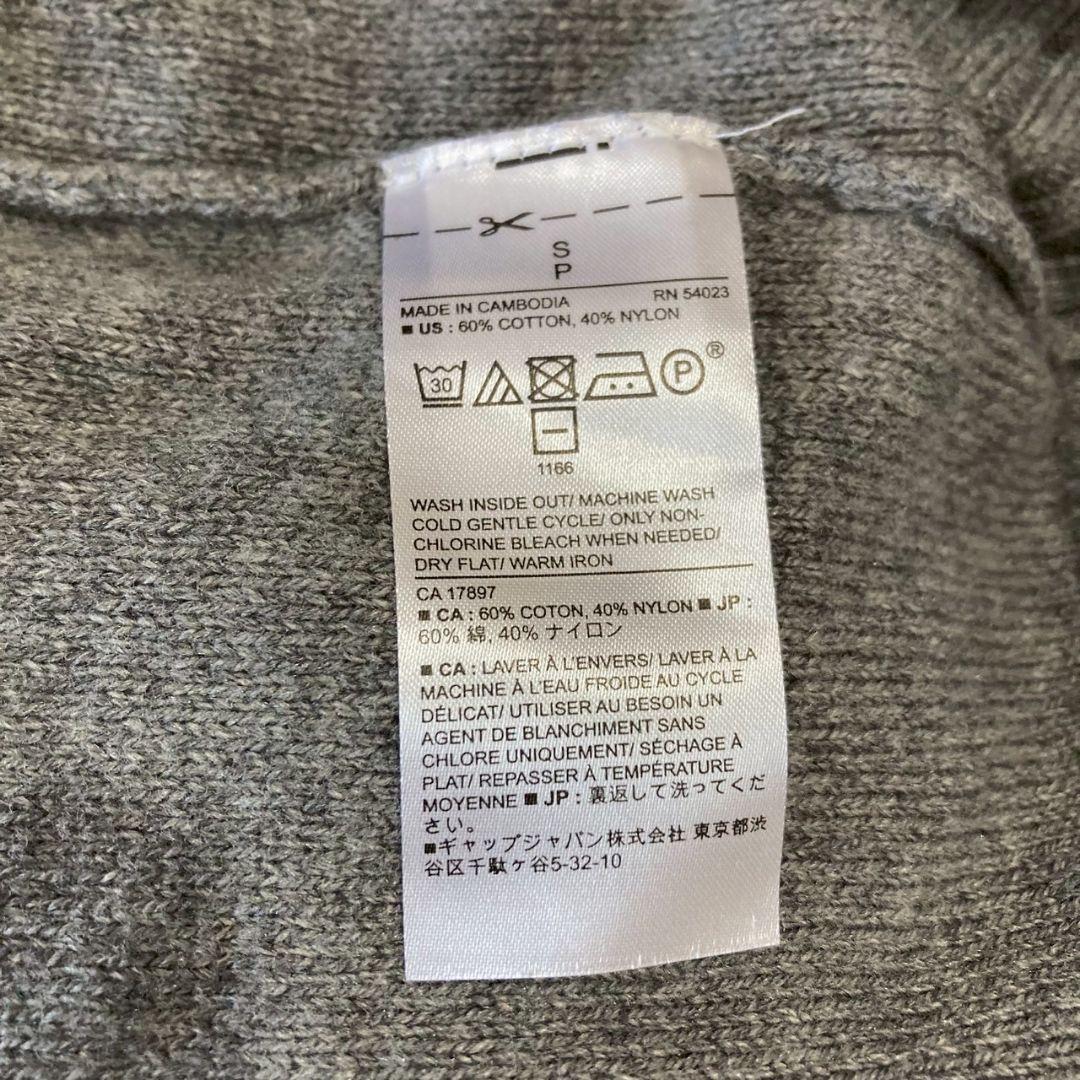 S
P
MADE IN CAMBODIA RN 54023
■ US : 60% COTTON, 40% NYLON
30 P®
1166
WASH INSIDE OUT/ MACHINE WASH
COLD GENTLE CYCLE/ ONLY NON-
CHLORINE BLEACH WHEN NEEDED/
DRY FLAT/ WARM IRON
CA 17897
■ CA : 60% COTON, 40% NYLON ■ JP :
60% 綿, 40% ナイロン
■ CA : LAVER À L'ENVERS/ LAVER À LA
MACHINE À L'EAU FROIDE AU CYCLE
DÉLICAT/ UTILISER AU BESOIN UN
AGENT DE BLANCHIMENT SANS
CHLORE UNIQUEMENT/ SÉCHAGE À
PLAT/ REPASSER À TEMPÉRATURE
MOYENNE ■ JP : 裏返して洗ってくだ
さい。
■ギャップジャパン株式会社 東京都渋
谷区千駄ヶ谷5-32-10